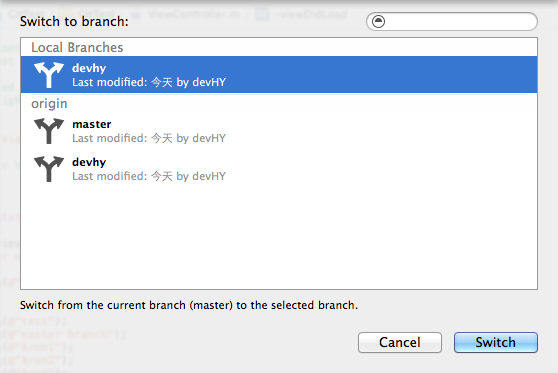 ViewController.m
-viewDidLoad
Switch to branch:
Local Branches
devhy
Last modified: 今天 by devHY
origin
master
Last modified: 今天 by devHY
devhy
Last modified: 今天 by devHY
Switch from the current branch (master) to the selected branch.
Cancel
Switch